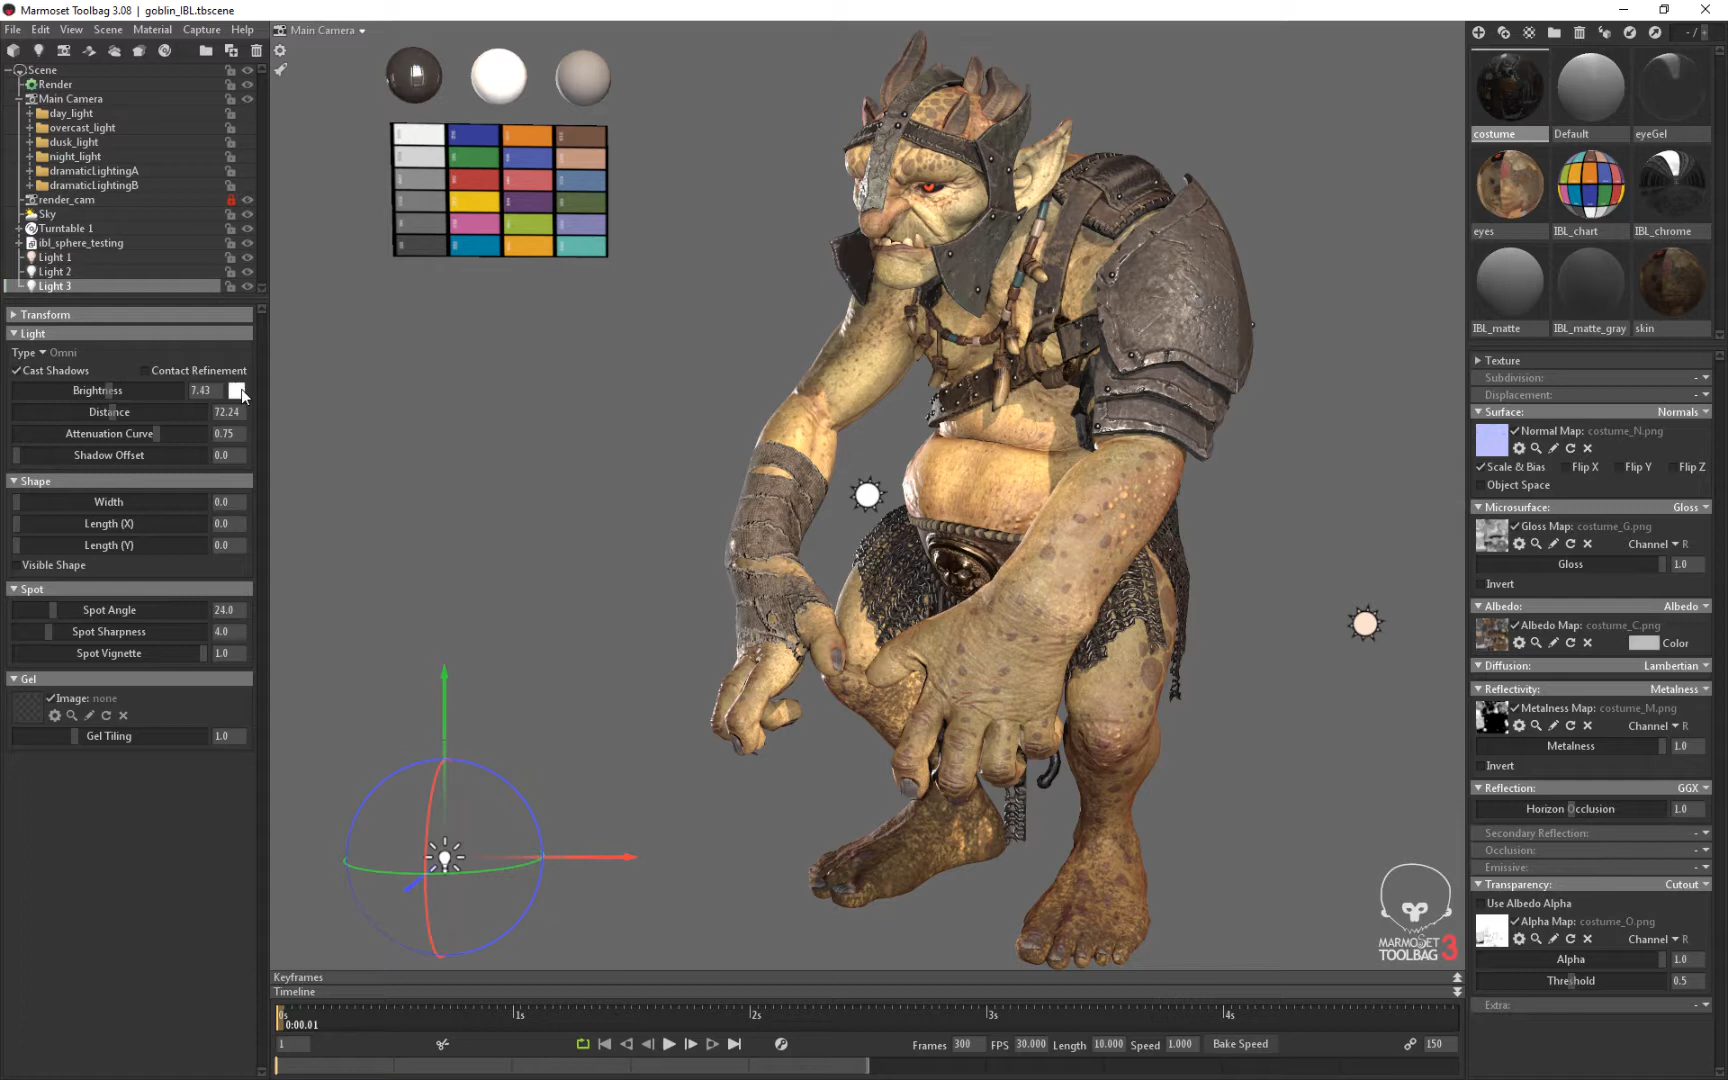 Marmoset Toolbag 3.08 | goblin_IBL.tbscene
File Edit View Scene Material Capture Help
Main Camera
Scene
Render
Main Camera
day_light
overcast_light
dusk_light
night_light
dramaticLightingA
dramaticLightingB
render_cam
Sky
Turntable 1
ibl_sphere_testing
Light 1
Light 2
Light 3
Transform
Light
Type Omni
Cast Shadows Contact Refinement
Brightness 7.43
Distance 72.24
Attenuation Curve 0.75
Shadow Offset 0.0
Shape
Width 0.0
Length (X) 0.0
Length (Y) 0.0
Visible Shape
Spot
Spot Angle 24.0
Spot Sharpness 4.0
Spot Vignette 1.0
Gel
Image: none
Gel Tiling 1.0
MARMOSET
TOOLBAG 3
Keyframes
Timeline
0s 1s 2s 3s 4s
0:00.01
1 Frames 300 FPS 30.000 Length 10.000 Speed 1.000 Bake Speed 150
- / +
costume Default eyeGel
eyes IBL_chart IBL_chrome
IBL_matte IBL_matte_gray skin
Texture
Subdivision: -
Displacement: -
Surface: Normals
Normal Map: costume_N.png
Scale & Bias Flip X Flip Y Flip Z
Object Space
Microsurface: Gloss
Gloss Map: costume_G.png
Channel R
Gloss 1.0
Invert
Albedo: Albedo
Albedo Map: costume_C.png
Color
Diffusion: Lambertian
Reflectivity: Metalness
Metalness Map: costume_M.png
Channel R
Metalness 1.0
Invert
Reflection: GGX
Horizon Occlusion 1.0
Secondary Reflection: -
Occlusion: -
Emissive: -
Transparency: Cutout
Use Albedo Alpha
Alpha Map: costume_O.png
Channel R
Alpha 1.0
Threshold 0.5
Extra: -